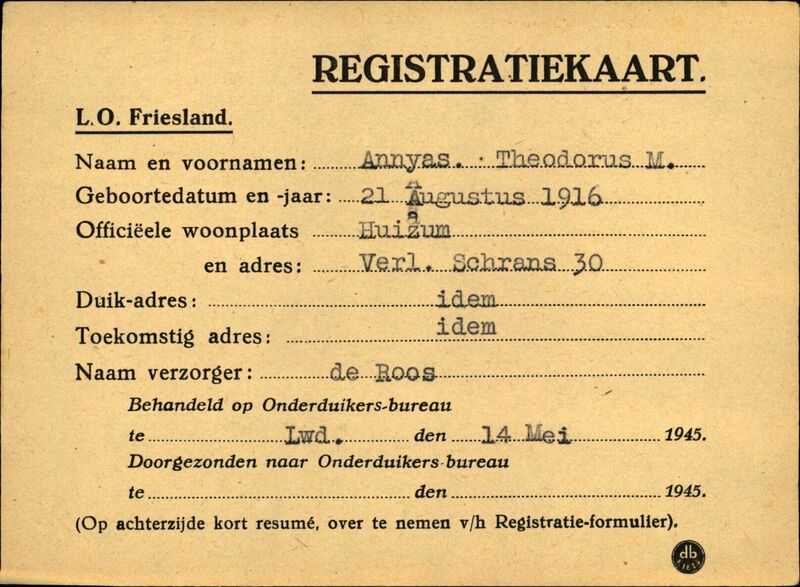 REGISTRATIEKAART.
L.O. Friesland.
Naam en voornamen: Annyas. Theodorus M.
Geboortedatum en -jaar: 21 Augustus 1916
Officiëele woonplaats Huizum
en adres: Verl. Schrans 30
Duik-adres: idem
Toekomstig adres: idem
Naam verzorger: de Roos
Behandeld op Onderduikers-bureau
te Lwd. den 14 Mei 1945.
Doorgezonden naar Onderduikers-bureau
te den 1945.
(Op achterzijde kort resumé, over te nemen v/h Registratie-formulier).
db